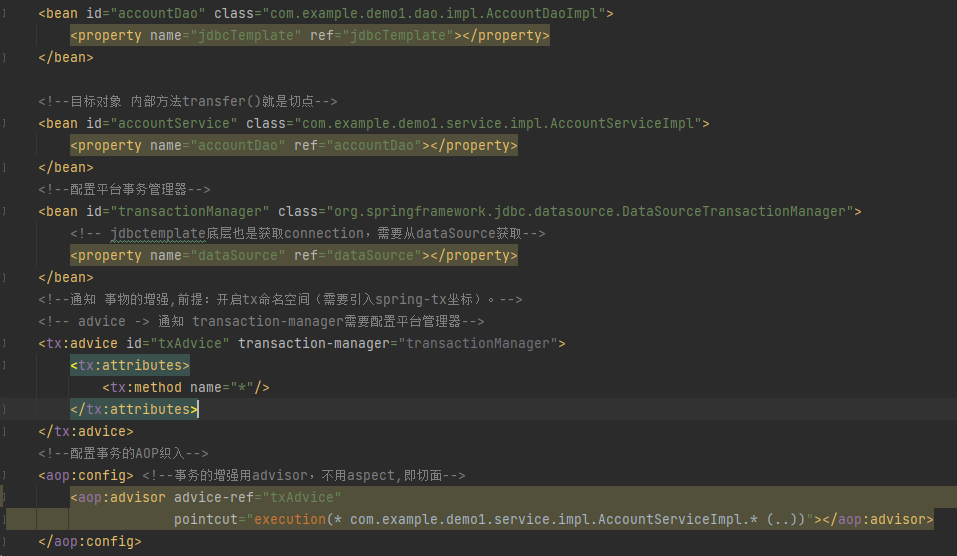 <bean id="accountDao" class="com.example.demo1.dao.impl.AccountDaoImpl">
<property name="jdbcTemplate" ref="jdbcTemplate"></property>
</bean>
<!--目标对象 内部方法transfer()就是切点-->
<bean id="accountService" class="com.example.demo1.service.impl.AccountServiceImpl">
<property name="accountDao" ref="accountDao"></property>
</bean>
<!--配置平台事务管理器-->
<bean id="transactionManager" class="org.springframework.jdbc.datasource.DataSourceTransactionManager">
<!-- jdbctemplate底层也是获取connection，需要从dataSource获取-->
<property name="dataSource" ref="dataSource"></property>
</bean>
<!--通知 事物的增强,前提：开启tx命名空间（需要引入spring-tx坐标）。-->
<!-- advice -> 通知 transaction-manager需要配置平台管理器-->
<tx:advice id="txAdvice" transaction-manager="transactionManager">
<tx:attributes>
<tx:method name="*"/>
</tx:attributes>
</tx:advice>
<!--配置事务的AOP织入-->
<aop:config> <!--事务的增强用advisor，不用aspect,即切面-->
<aop:advisor advice-ref="txAdvice"
pointcut="execution(* com.example.demo1.service.impl.AccountServiceImpl.* (..))"></aop:advisor>
</aop:config>